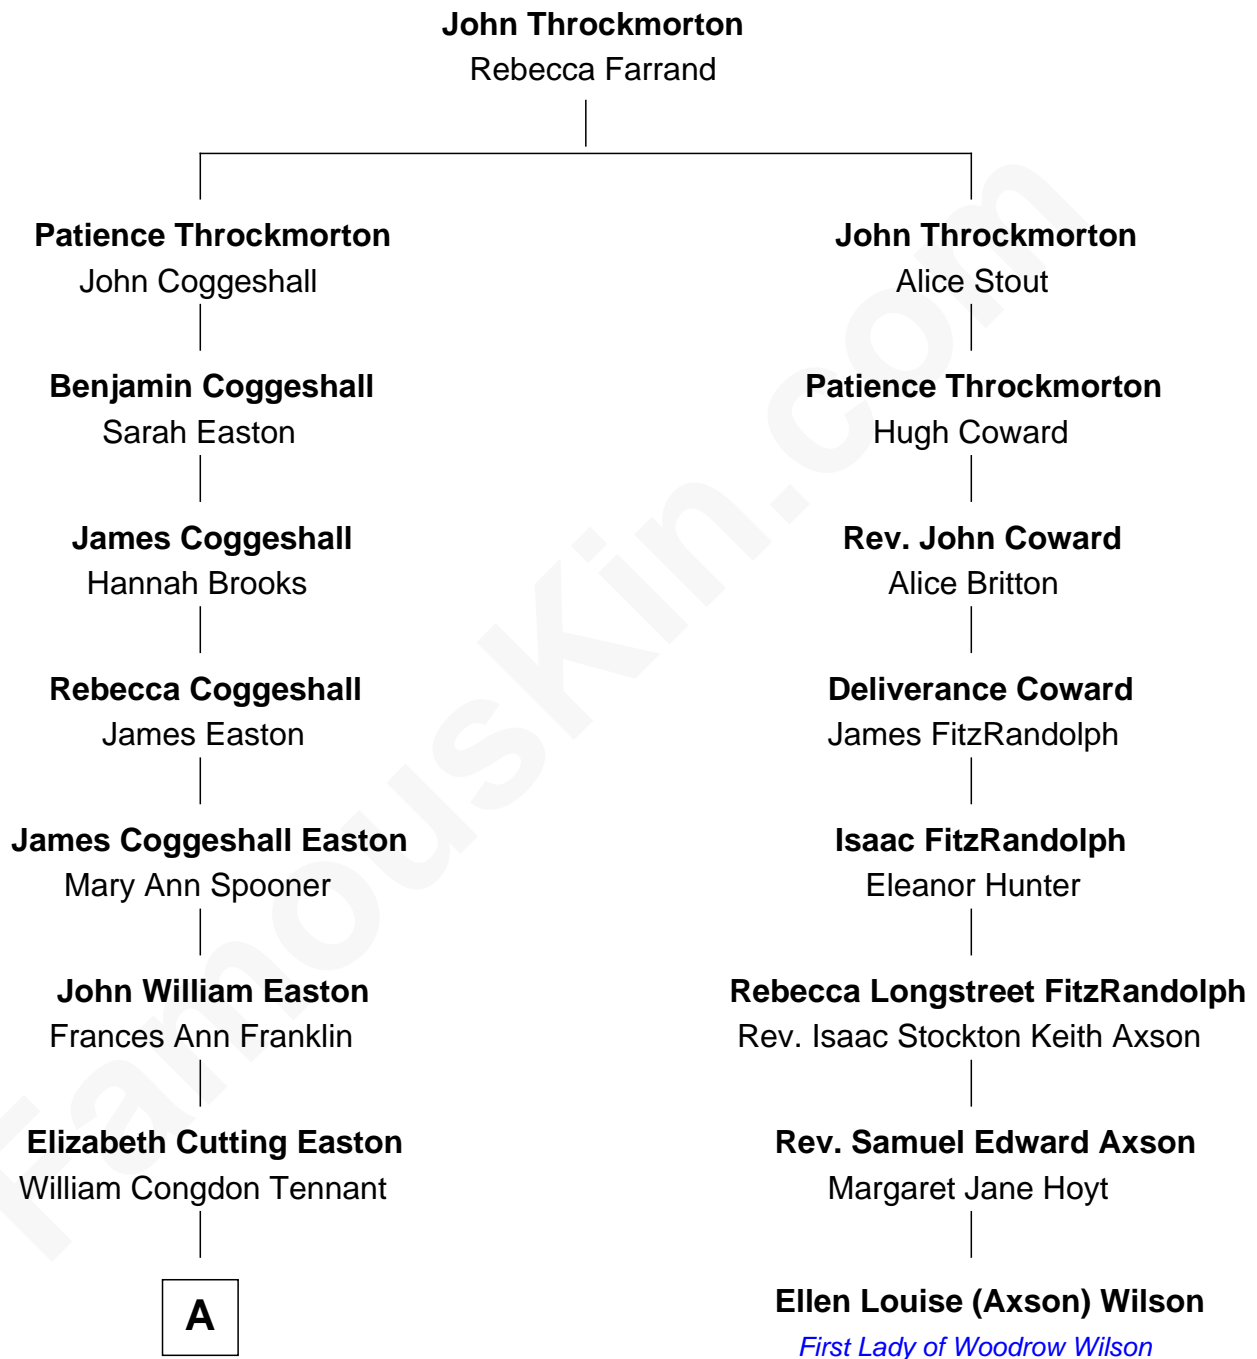 John Throckmorton
Rebecca Farrand
Patience Throckmorton
John Coggeshall
John Throckmorton
Alice Stout
Benjamin Coggeshall
Sarah Easton
Patience Throckmorton
Hugh Coward
James Coggeshall
Hannah Brooks
Rev. John Coward
Alice Britton
Rebecca Coggeshall
James Easton
Deliverance Coward
James FitzRandolph
James Coggeshall Easton
Mary Ann Spooner
Isaac FitzRandolph
Eleanor Hunter
John William Easton
Frances Ann Franklin
Rebecca Longstreet FitzRandolph
Rev. Isaac Stockton Keith Axson
Elizabeth Cutting Easton
William Congdon Tennant
Rev. Samuel Edward Axson
Margaret Jane Hoyt
A
Ellen Louise (Axson) Wilson
First Lady of Woodrow Wilson
FamousKin.com